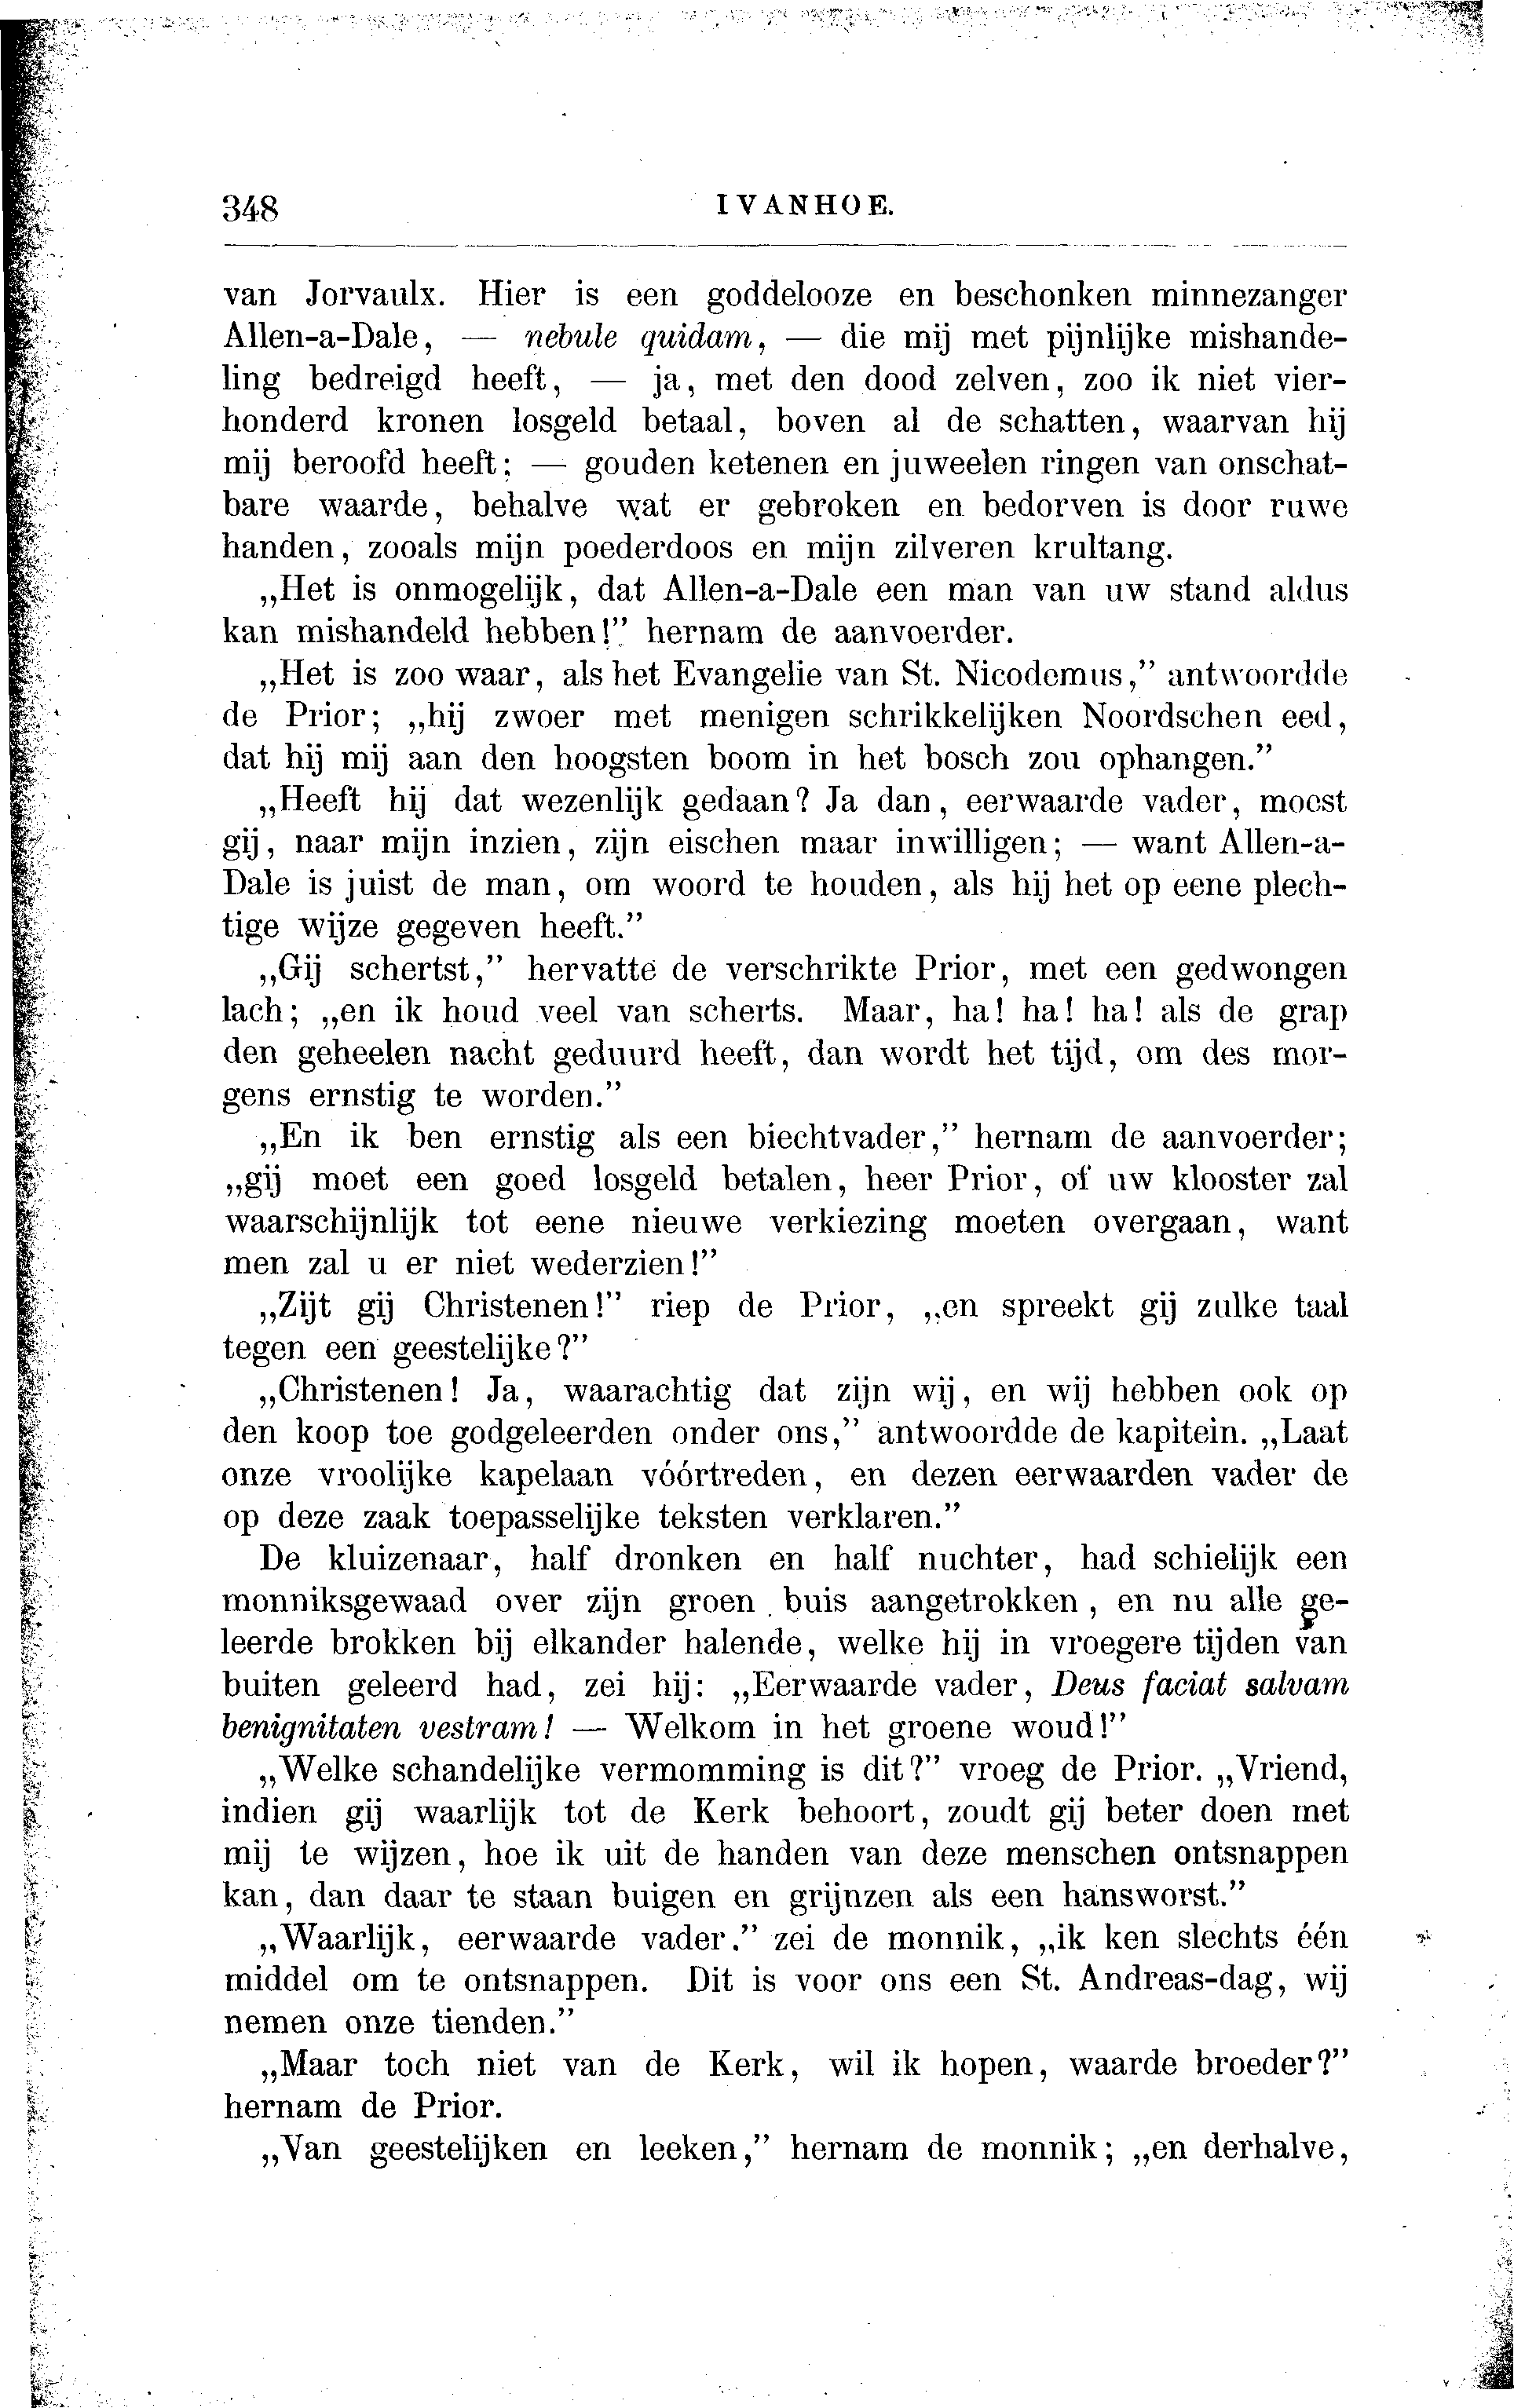 348 IVANHOE.
van Jorvaulx. Hier is een goddelooze en beschonken minnezanger
Allen-a-Dale, — nebule quidam, — die mij met pijnlijke mishande-
ling bedreigd heeft, — ja, met den dood zelven, zoo ik niet vier-
honderd kronen losgeld betaal, boven al de schatten, waarvan hij
mij beroofd heeft; — gouden ketenen en juweelen ringen van onschat-
bare waarde, behalve wat er gebroken en bedorven is door ruwe
handen, zooals mijn poederdoos en mijn zilveren krultang.
„Het is onmogelijk, dat Allen-a-Dale een man van uw stand aldus
kan mishandeld hebben!” hernam de aanvoerder.
„Het is zoo waar, als het Evangelie van St. Nicodemus,” antwoordde
de Prior; „hij zwoer met menigen schrikkelijken Noordschen eed,
dat hij mij aan den hoogsten boom in het bosch zou ophangen.”
„Heeft hij dat wezenlijk gedaan? Ja dan, eerwaarde vader, moest
gij, naar mijn inzien, zijn eischen maar inwilligen; — want Allen-a-
Dale is juist de man, om woord te houden, als hij het op eene plech-
tige wijze gegeven heeft.”
„Gij schertst,” hervatte de verschrikte Prior, met een gedwongen
lach; „en ik houd veel van scherts. Maar, ha! ha! ha! als de grap
den geheelen nacht geduurd heeft, dan wordt het tijd, om des mor-
gens ernstig te worden.”
„En ik ben ernstig als een biechtvader,” hernam de aanvoerder;
„gij moet een goed losgeld betalen, heer Prior, of uw klooster zal
waarschijnlijk tot eene nieuwe verkiezing moeten overgaan, want
men zal u er niet wederzien!”
„Zijt gij Christenen!” riep de Prior, „en spreekt gij zulke taal
tegen een geestelijke?”
„Christenen! Ja, waarachtig dat zijn wij, en wij hebben ook op
den koop toe godgeleerden onder ons,” antwoordde de kapitein. „Laat
onze vroolijke kapelaan vóórtreden, en dezen eerwaarden vader de
op deze zaak toepasselijke teksten verklaren.”
De kluizenaar, half dronken en half nuchter, had schielijk een
monniksgewaad over zijn groen buis aangetrokken, en nu alle ge-
leerde brokken bij elkander halende, welke hij in vroegere tijden van
buiten geleerd had, zei hij: „Eerwaarde vader, Deus faciat salvam
benignitaten vestram! — Welkom in het groene woud!”
„Welke schandelijke vermomming is dit?” vroeg de Prior. „Vriend,
indien gij waarlijk tot de Kerk behoort, zoudt gij beter doen met
mij te wijzen, hoe ik uit de handen van deze menschen ontsnappen
kan, dan daar te staan buigen en grijnzen als een hansworst.”
„Waarlijk, eerwaarde vader.” zei de monnik, „ik ken slechts één
middel om te ontsnappen. Dit is voor ons een St. Andreas-dag, wij
nemen onze tienden.”
„Maar toch niet van de Kerk, wil ik hopen, waarde broeder?”
hernam de Prior.
„Van geestelijken en leeken,” hernam de monnik; „en derhalve,